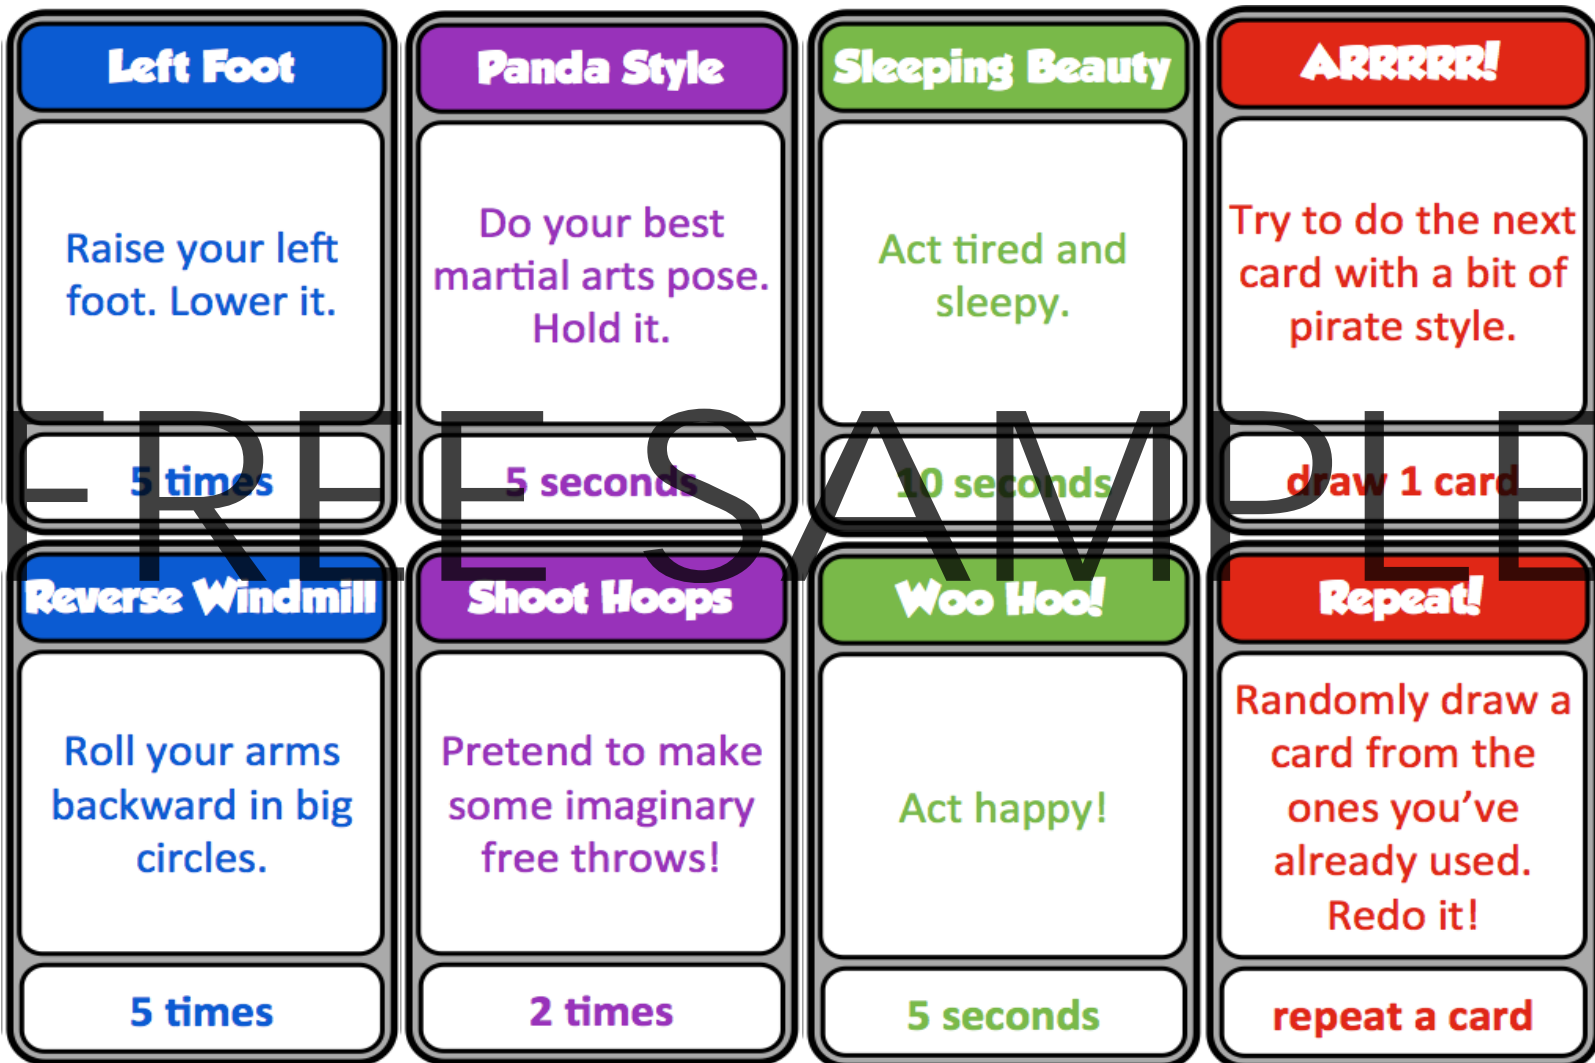 Left Foot
Raise your left
foot. Lower it.
5 times
Panda Style
Do your best
martial arts pose.
Hold it.
5 seconds
Sleeping Beauty
Act tired and
sleepy.
10 seconds
ARRRRR!
Try to do the next
card with a bit of
pirate style.
draw 1 card
FREE SAMPLE
Reverse Windmill
Roll your arms
backward in big
circles.
5 times
Shoot Hoops
Pretend to make
some imaginary
free throws!
2 times
Woo Hoo!
Act happy!
5 seconds
Repeat!
Randomly draw a
card from the
ones you’ve
already used.
Redo it!
repeat a card